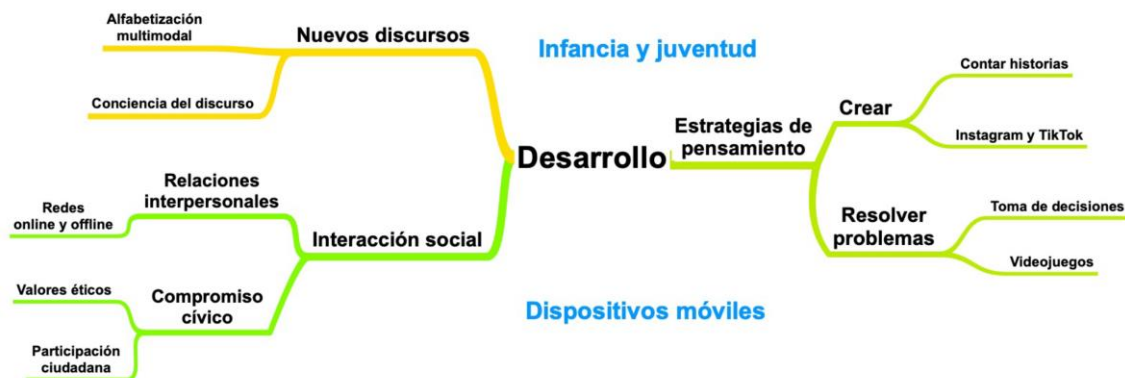 Alfabetización
multimodal
Nuevos discursos
Conciencia del discurso
Infancia y juventud
Desarrollo
Estrategias de
pensamiento
Crear
Contar historias
Instagram y TikTok
Resolver
problemas
Toma de decisiones
Videojuegos
Relaciones
interpersonales
Redes
online y offline
Interacción social
Valores éticos
Compromiso
cívico
Participación
ciudadana
Dispositivos móviles